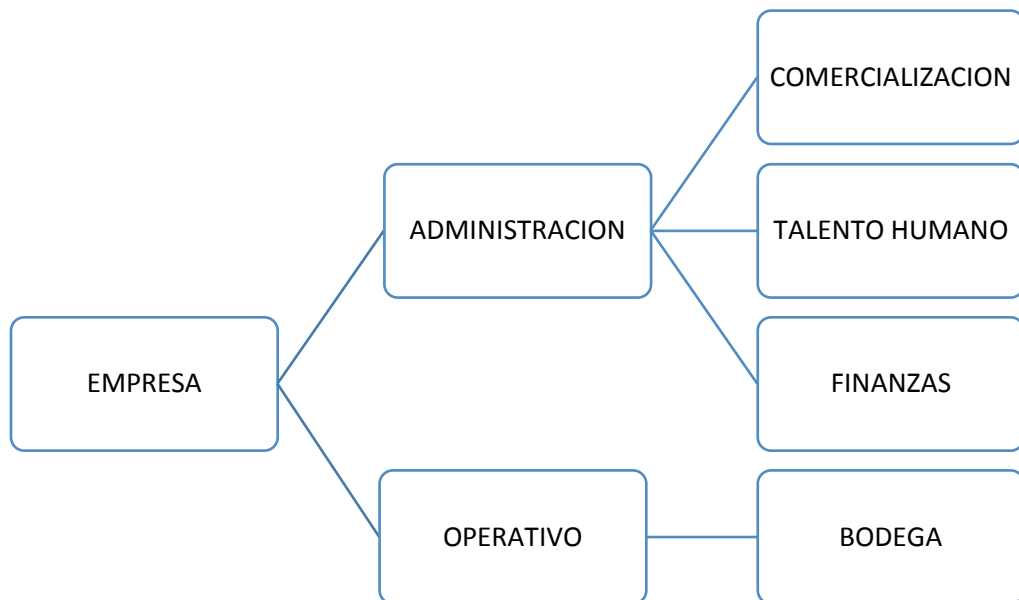 COMERCIALIZACION
ADMINISTRACION
TALENTO HUMANO
EMPRESA
FINANZAS
OPERATIVO
BODEGA